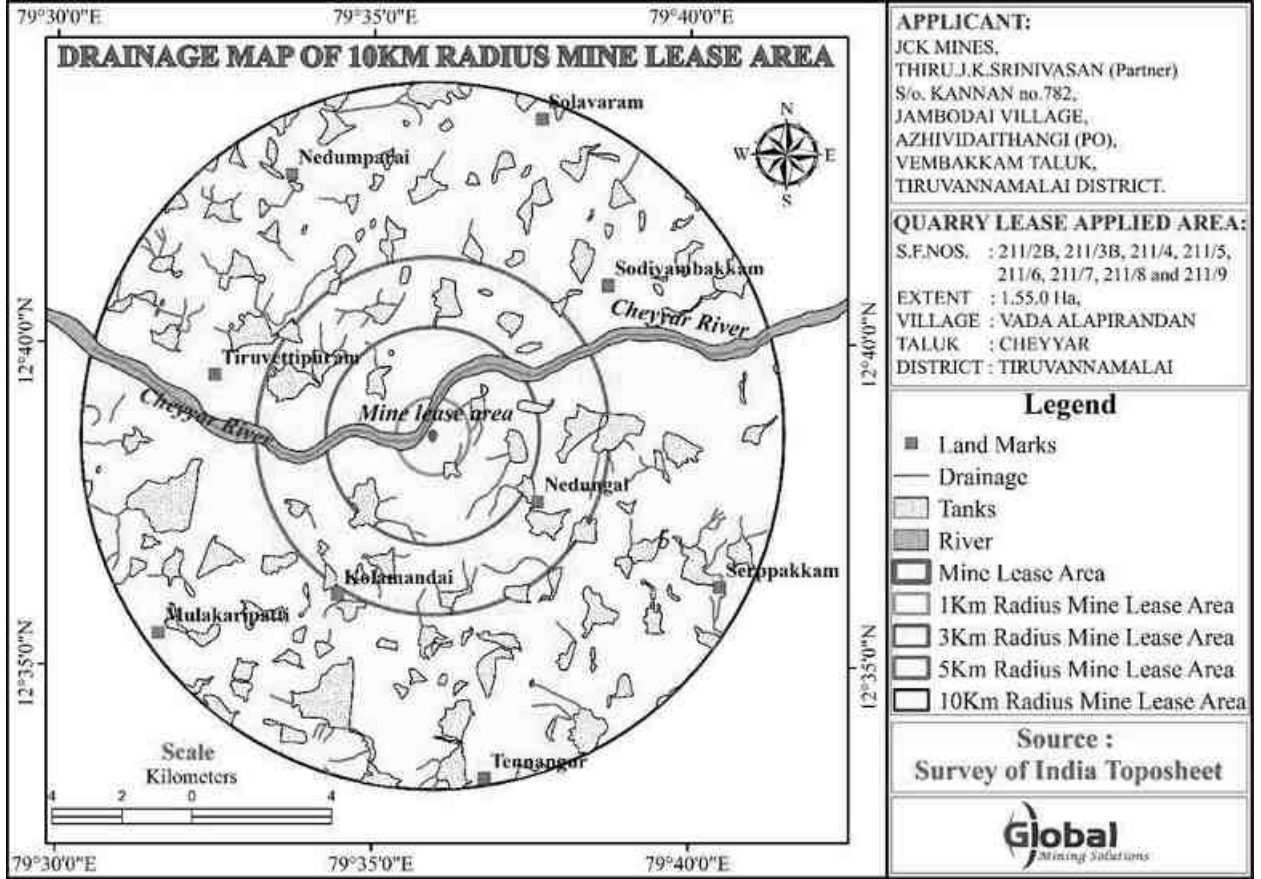 79°30'0"E 79°35'0"E 79°40'0"E
DRAINAGE MAP OF 10KM RADIUS MINE LEASE AREA
Solavaram
Nedumparai
N
W E
S
Sodiyambakkam
Cheyyar River
12°40'0"N
12°40'0"N
Tiruvettipuram
Cheyyar River
Mine lease area
Nedungal
Serppakkam
Kolamandai
Mulakaripatti
12°35'0"N
12°35'0"N
Tennangur
Scale
Kilometers
4 2 0 4
79°30'0"E 79°35'0"E 79°40'0"E
APPLICANT:
JCK MINES,
THIRU.J.K.SRINIVASAN (Partner)
S/o. KANNAN no.782,
JAMBODAI VILLAGE,
AZHIVIDAITHANGI (PO),
VEMBAKKAM TALUK,
TIRUVANNAMALAI DISTRICT.
QUARRY LEASE APPLIED AREA:
S.F.NOS. : 211/2B, 211/3B, 211/4, 211/5,
211/6, 211/7, 211/8 and 211/9
EXTENT : 1.55.0 Ha,
VILLAGE : VADA ALAPIRANDAN
TALUK : CHEYYAR
DISTRICT : TIRUVANNAMALAI
Legend
Land Marks
Drainage
Tanks
River
Mine Lease Area
1Km Radius Mine Lease Area
3Km Radius Mine Lease Area
5Km Radius Mine Lease Area
10Km Radius Mine Lease Area
Source :
Survey of India Toposheet
Global
Mining Solutions